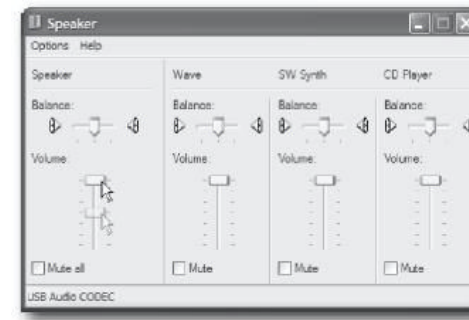 Speaker
Options Help
Speaker Wave SW Synth CD Player
Balance: Balance: Balance: Balance:
Volume: Volume: Volume: Volume:
Mute all Mute Mute Mute
USB Audio CODEC